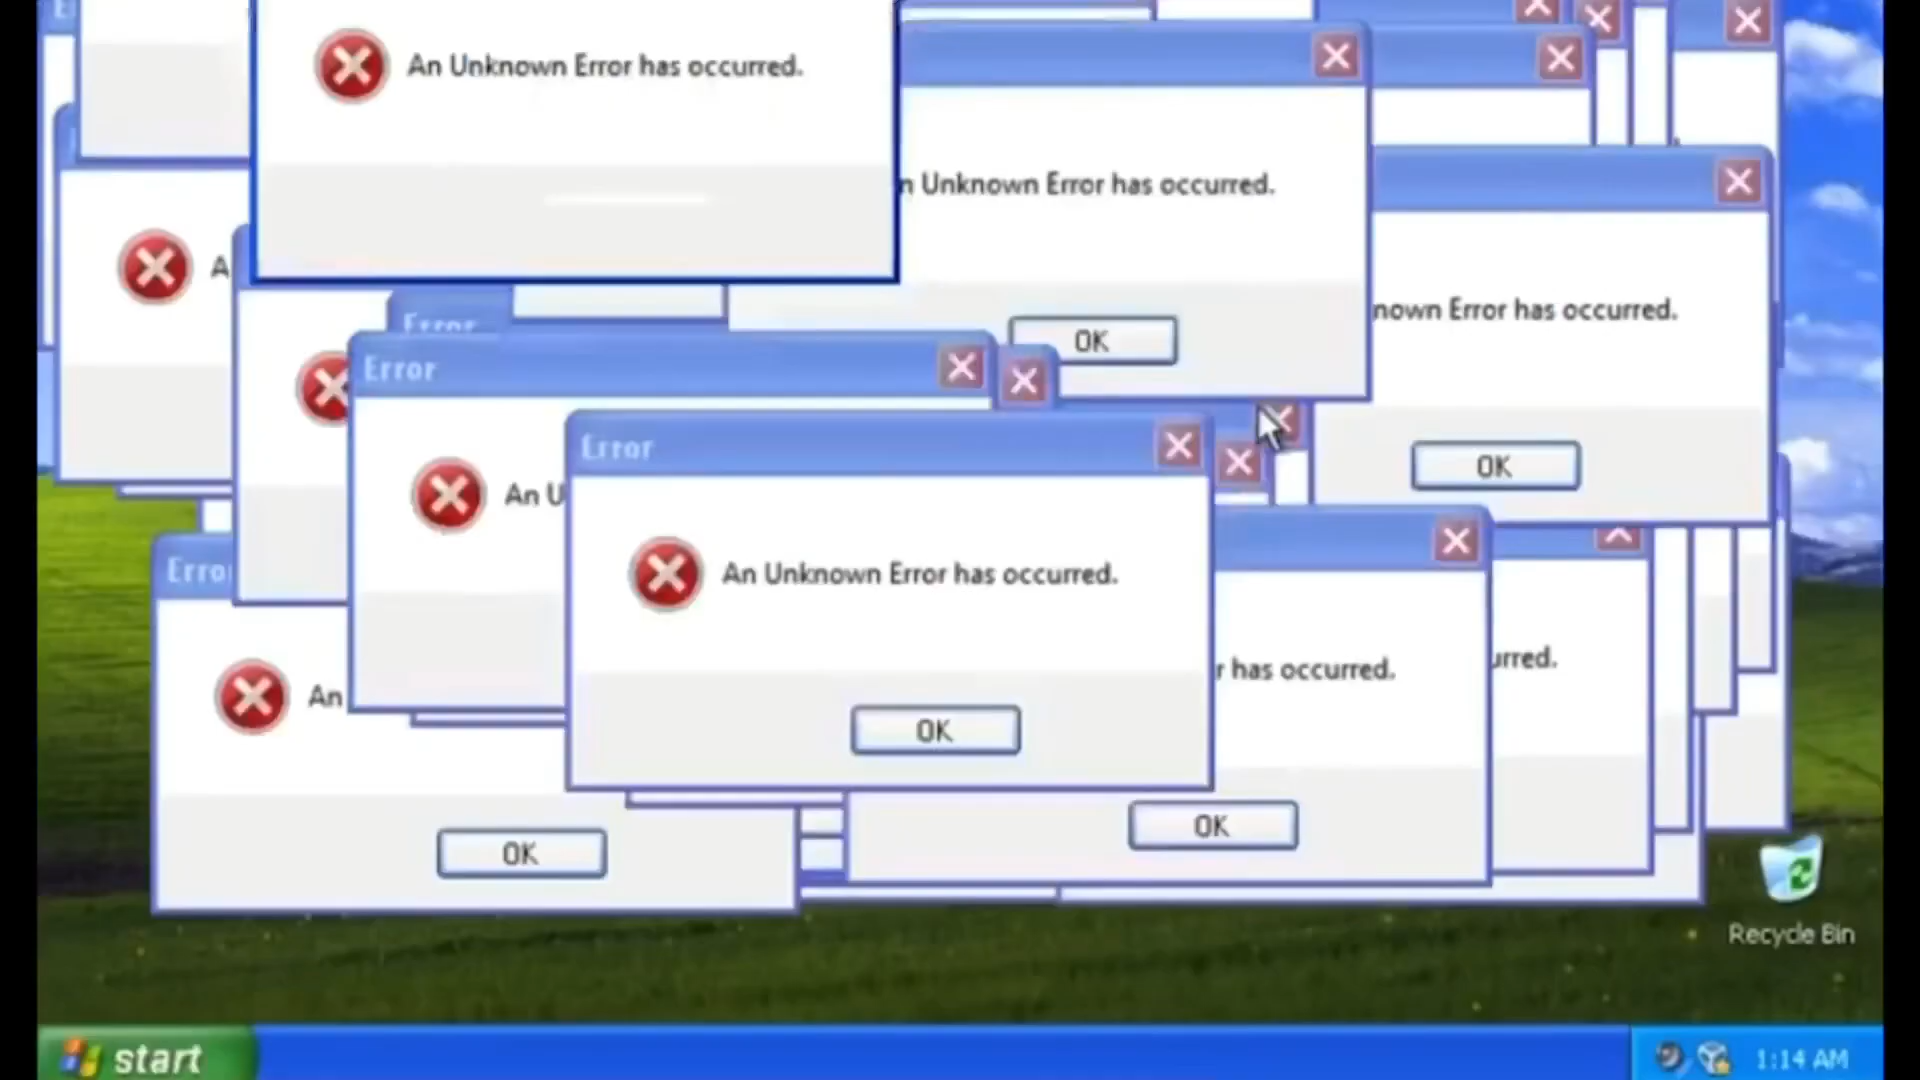 An Unknown Error has occurred.
n Unknown Error has occurred.
A
nown Error has occurred.
OK
Error
Error
OK
An U
Error
An Unknown Error has occurred.
Erro
An
r has occurred.
urred.
OK
OK
OK
Recycle Bin
start
1:14 AM